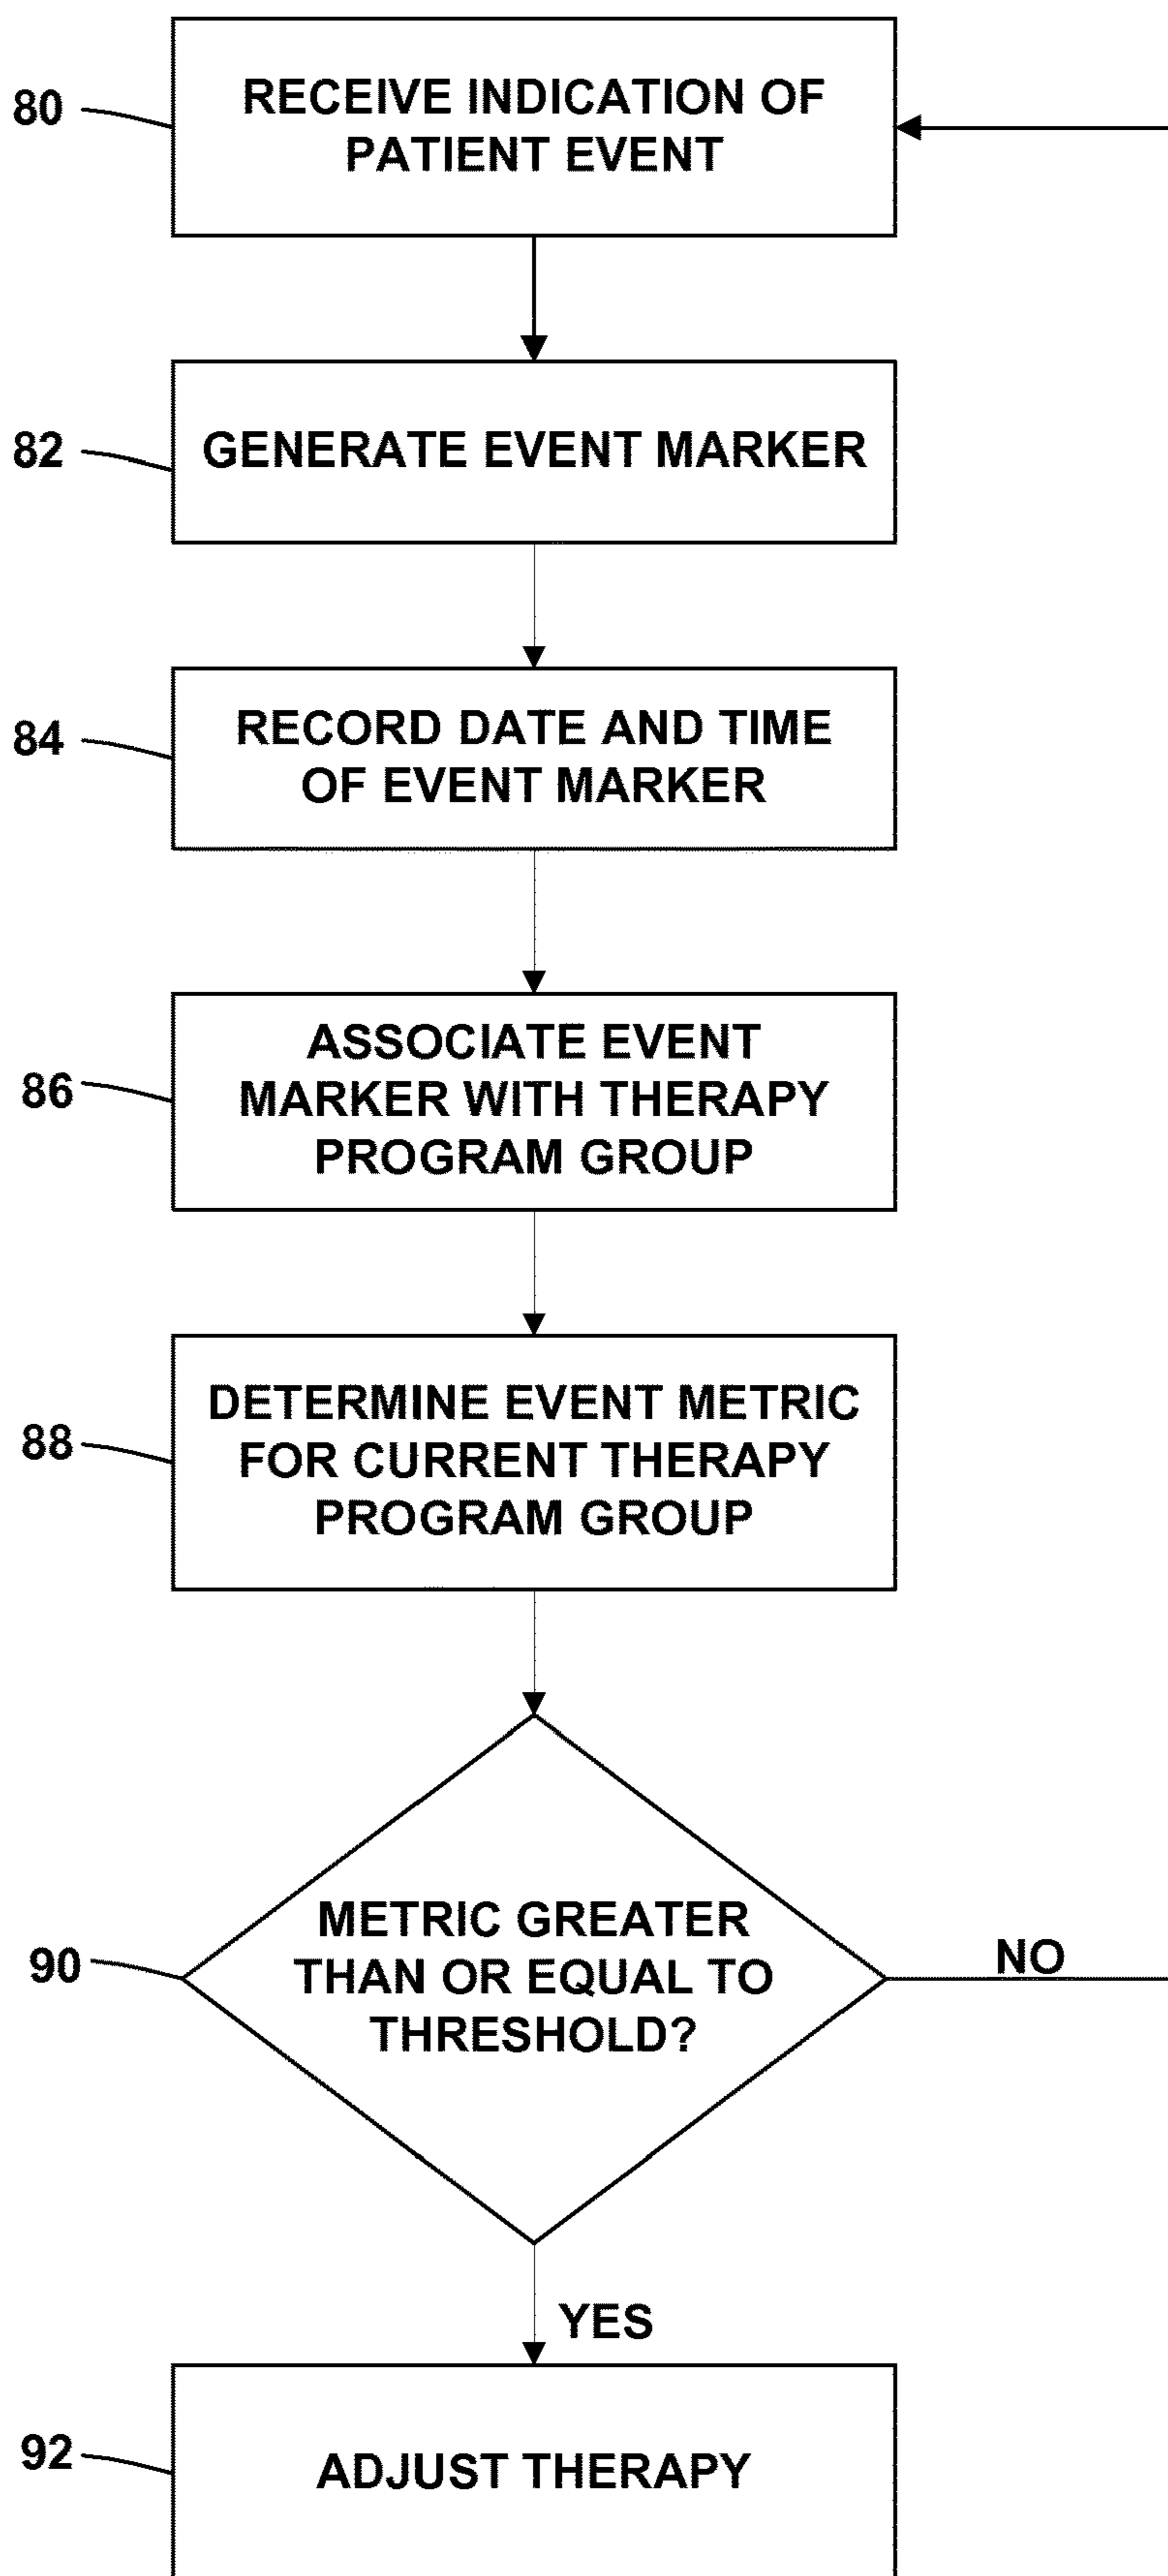 80
RECEIVE INDICATION OF
PATIENT EVENT
82
GENERATE EVENT MARKER
84
RECORD DATE AND TIME
OF EVENT MARKER
86
ASSOCIATE EVENT
MARKER WITH THERAPY
PROGRAM GROUP
88
DETERMINE EVENT METRIC
FOR CURRENT THERAPY
PROGRAM GROUP
90
METRIC GREATER
THAN OR EQUAL TO
THRESHOLD?
NO
YES
92
ADJUST THERAPY